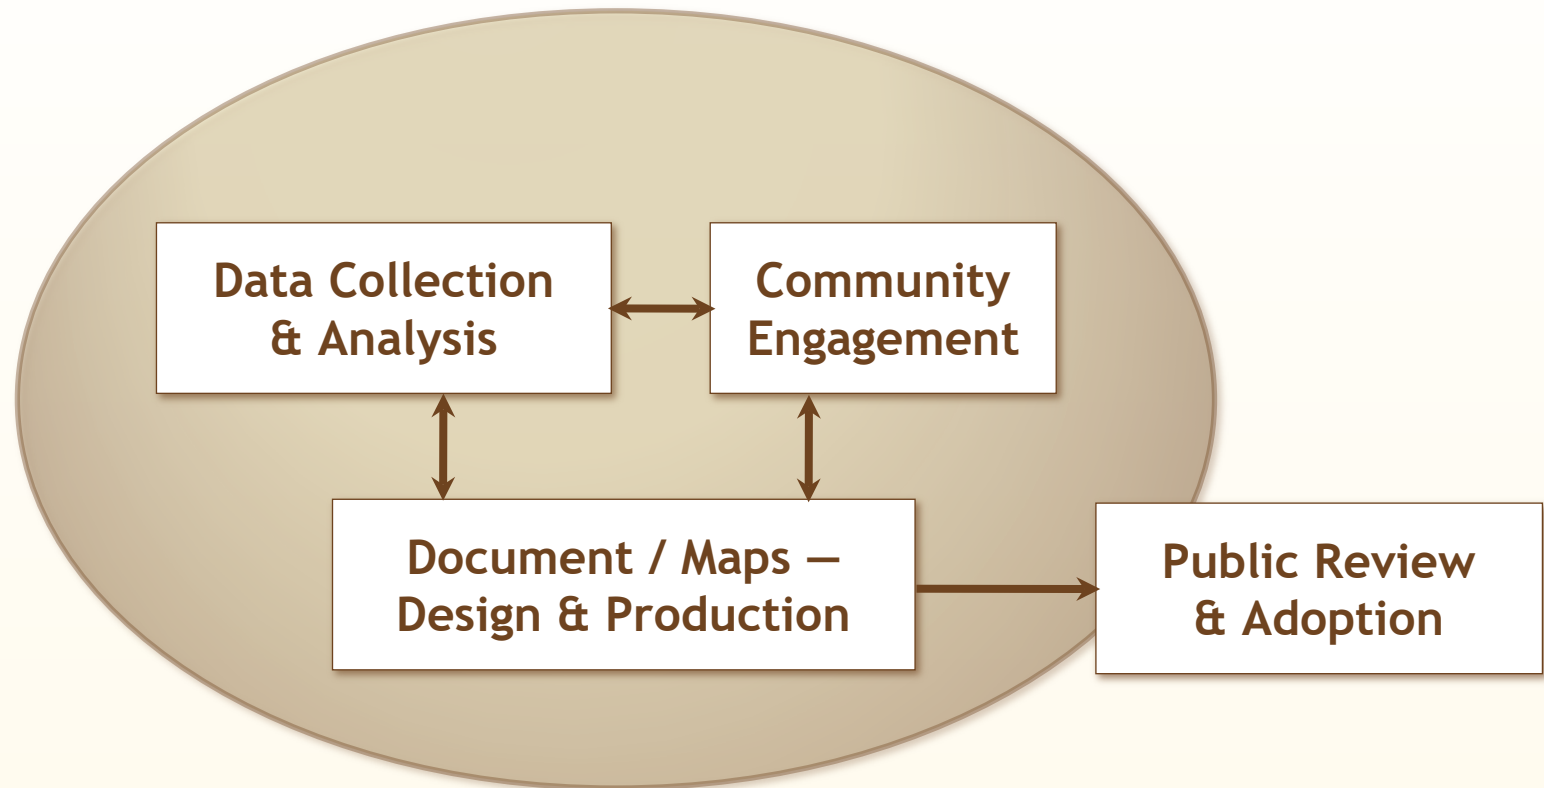 Data Collection
& Analysis
Community
Engagement
Document / Maps —
Design & Production
Public Review
& Adoption